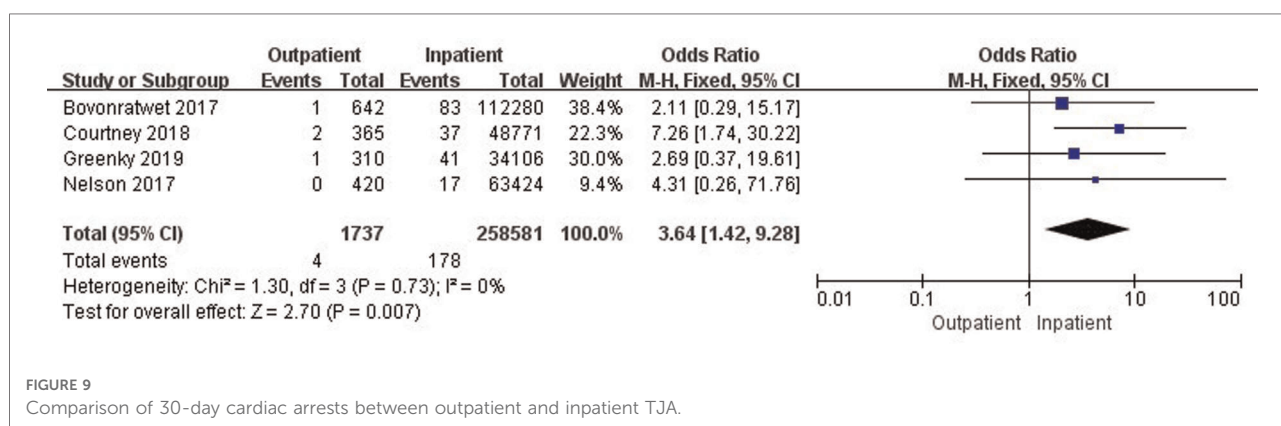 Outpatient Inpatient Odds Ratio Odds Ratio
Study or Subgroup Events Total Events Total Weight M-H, Fixed, 95% CI M-H, Fixed, 95% CI
Bovonratwet 2017 1 642 83 112280 38.4% 2.11 [0.29, 15.17]
Courtney 2018 2 365 37 48771 22.3% 7.26 [1.74, 30.22]
Greenky 2019 1 310 41 34106 30.0% 2.69 [0.37, 19.61]
Nelson 2017 0 420 17 63424 9.4% 4.31 [0.26, 71.76]
Total (95% CI) 1737 258581 100.0% 3.64 [1.42, 9.28]
Total events 4 178
Heterogeneity: Chi² = 1.30, df = 3 (P = 0.73); I² = 0%
Test for overall effect: Z = 2.70 (P = 0.007)
0.01 0.1 1 10 100
Outpatient Inpatient
FIGURE 9
Comparison of 30-day cardiac arrests between outpatient and inpatient TJA.